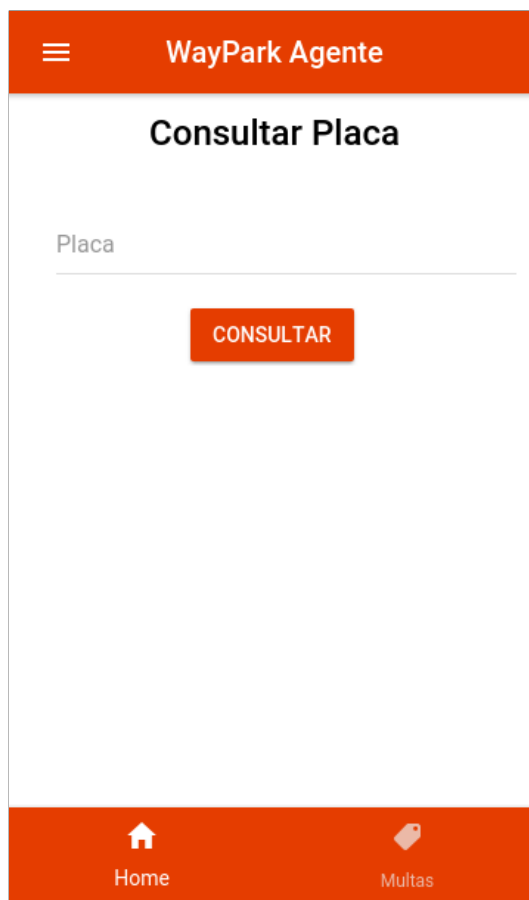 WayPark Agente
Consultar Placa
Placa
CONSULTAR
Home
Multas